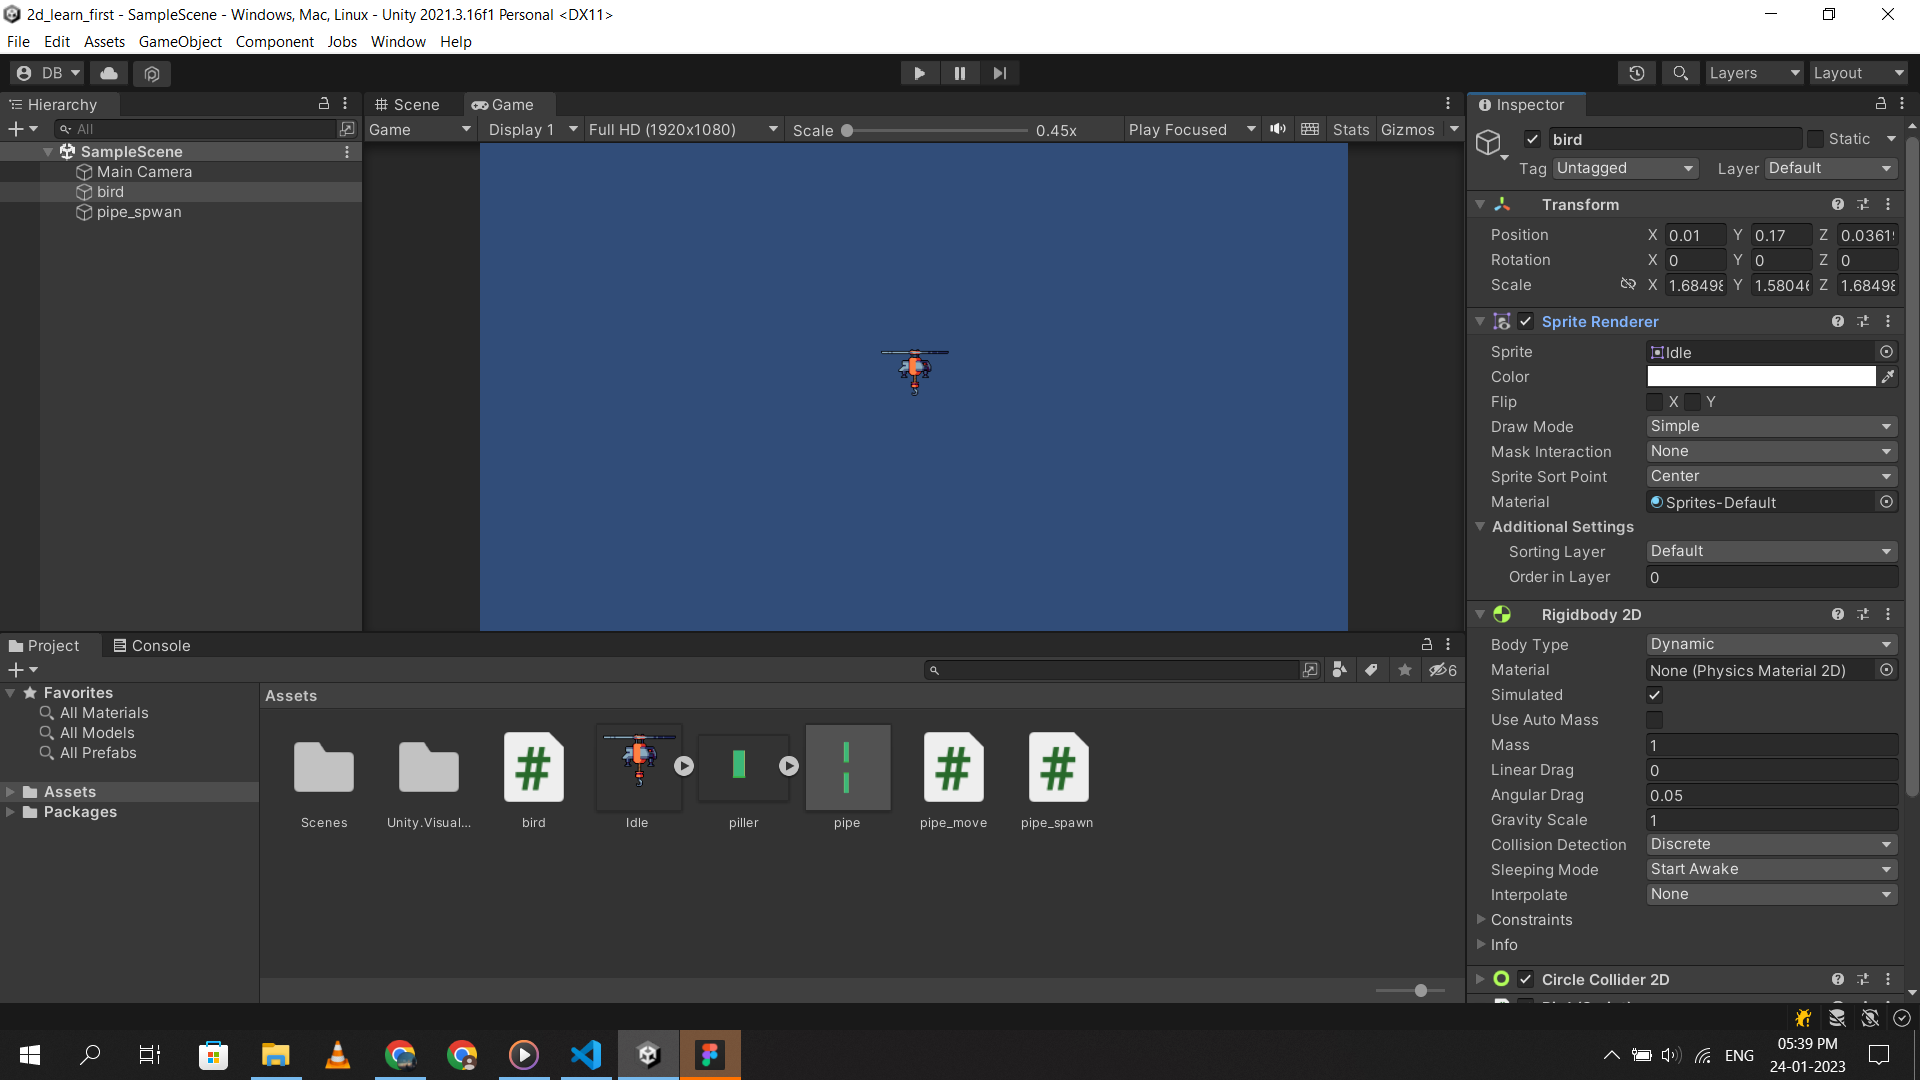 2d_learn_first - SampleScene - Windows, Mac, Linux - Unity 2021.3.16f1 Personal <DX11>
File Edit Assets GameObject Component Jobs Window Help
DB
Layers Layout
Hierarchy
All
SampleScene
Main Camera
bird
pipe_spwan
Scene Game
Game Display 1 Full HD (1920x1080) Scale 0.45x Play Focused Stats Gizmos
Inspector
bird Static
Tag Untagged Layer Default
Transform
Position X 0.01 Y 0.17 Z 0.0361
Rotation X 0 Y 0 Z 0
Scale X 1.68498 Y 1.5804 Z 1.68498
Sprite Renderer
Sprite Idle
Color
Flip X Y
Draw Mode Simple
Mask Interaction None
Sprite Sort Point Center
Material Sprites-Default
Additional Settings
Sorting Layer Default
Order in Layer 0
Rigidbody 2D
Body Type Dynamic
Material None (Physics Material 2D)
Simulated
Use Auto Mass
Mass 1
Linear Drag 0
Angular Drag 0.05
Gravity Scale 1
Collision Detection Discrete
Sleeping Mode Start Awake
Interpolate None
Constraints
Info
Circle Collider 2D
Project Console
6
Favorites
All Materials
All Models
All Prefabs
Assets
Packages
Assets
Scenes Unity.Visual... bird Idle piller pipe pipe_move pipe_spawn
ENG
05:39 PM
24-01-2023